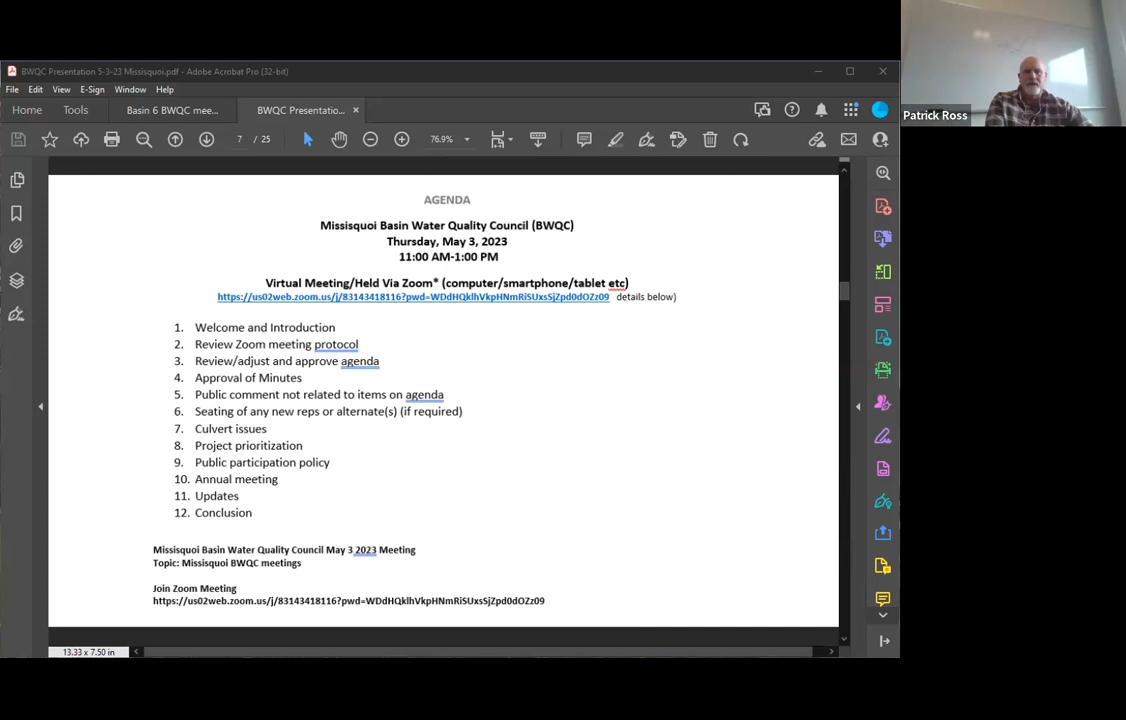 BWQC Presentation 5-3-23 Missisquoi.pdf - Adobe Acrobat Pro (32-bit)
File Edit View E-Sign Window Help
Home Tools Basin 6 BWQC mee... BWQC Presentatio... ×
7 / 25 76.9%
AGENDA
Missisquoi Basin Water Quality Council (BWQC)
Thursday, May 3, 2023
11:00 AM-1:00 PM
Virtual Meeting/Held Via Zoom* (computer/smartphone/tablet etc)
https://us02web.zoom.us/j/83143418116?pwd=WDdHQklhVkpHNmRiSUxsSjZpd0dOZz09 details below)
1. Welcome and Introduction
2. Review Zoom meeting protocol
3. Review/adjust and approve agenda
4. Approval of Minutes
5. Public comment not related to items on agenda
6. Seating of any new reps or alternate(s) (if required)
7. Culvert issues
8. Project prioritization
9. Public participation policy
10. Annual meeting
11. Updates
12. Conclusion
Missisquoi Basin Water Quality Council May 3 2023 Meeting
Topic: Missisquoi BWQC meetings
Join Zoom Meeting
https://us02web.zoom.us/j/83143418116?pwd=WDdHQklhVkpHNmRiSUxsSjZpd0dOZz09
13.33 x 7.50 in
Patrick Ross